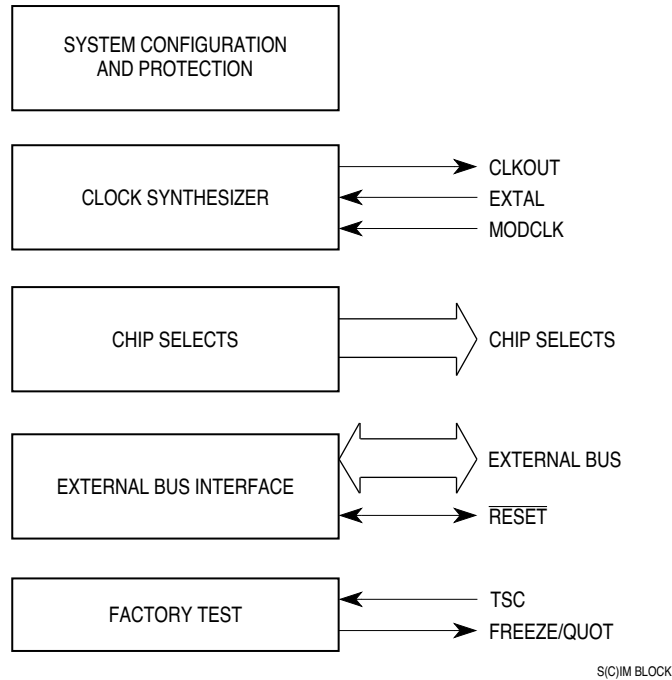 SYSTEM CONFIGURATION
AND PROTECTION
CLOCK SYNTHESIZER
CLKOUT
EXTAL
MODCLK
CHIP SELECTS
CHIP SELECTS
EXTERNAL BUS INTERFACE
EXTERNAL BUS
RESET
FACTORY TEST
TSC
FREEZE/QUOT
S(C)IM BLOCK